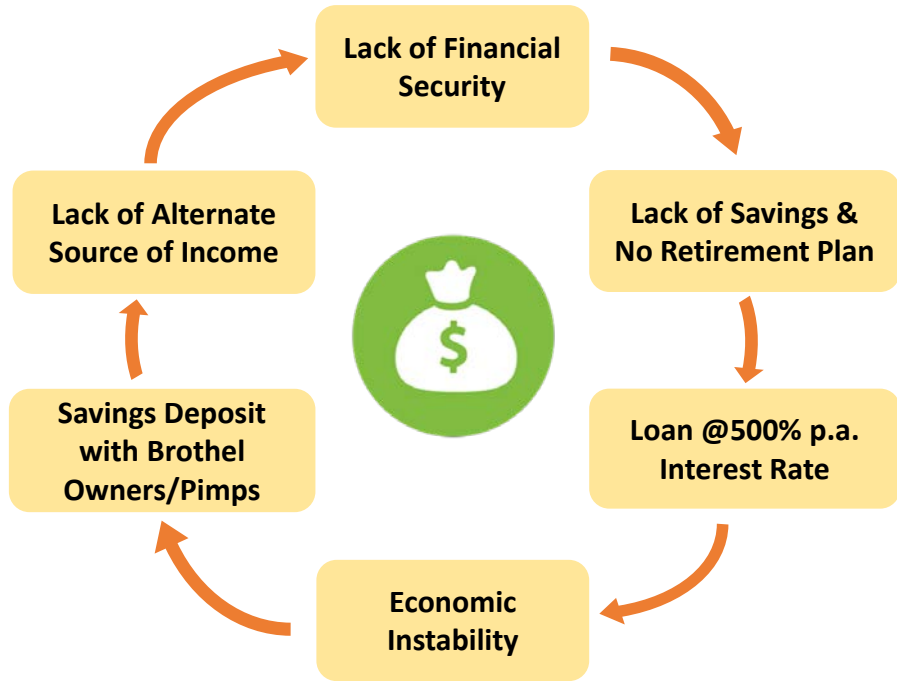 Lack of Financial
Security
Lack of Savings &
No Retirement Plan
Loan @500% p.a.
Interest Rate
Economic
Instability
Savings Deposit
with Brothel
Owners/Pimps
Lack of Alternate
Source of Income
$